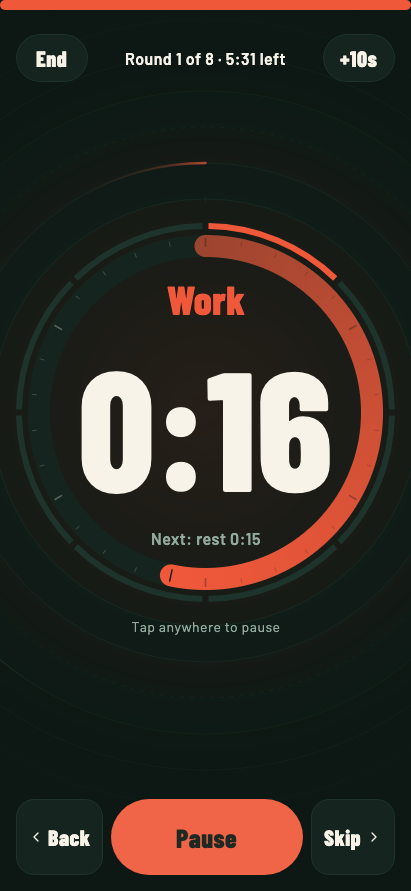 End
Round 1 of 8 · 5:31 left
+10s
Work
0:16
Next: rest 0:15
Tap anywhere to pause
Back
Pause
Skip